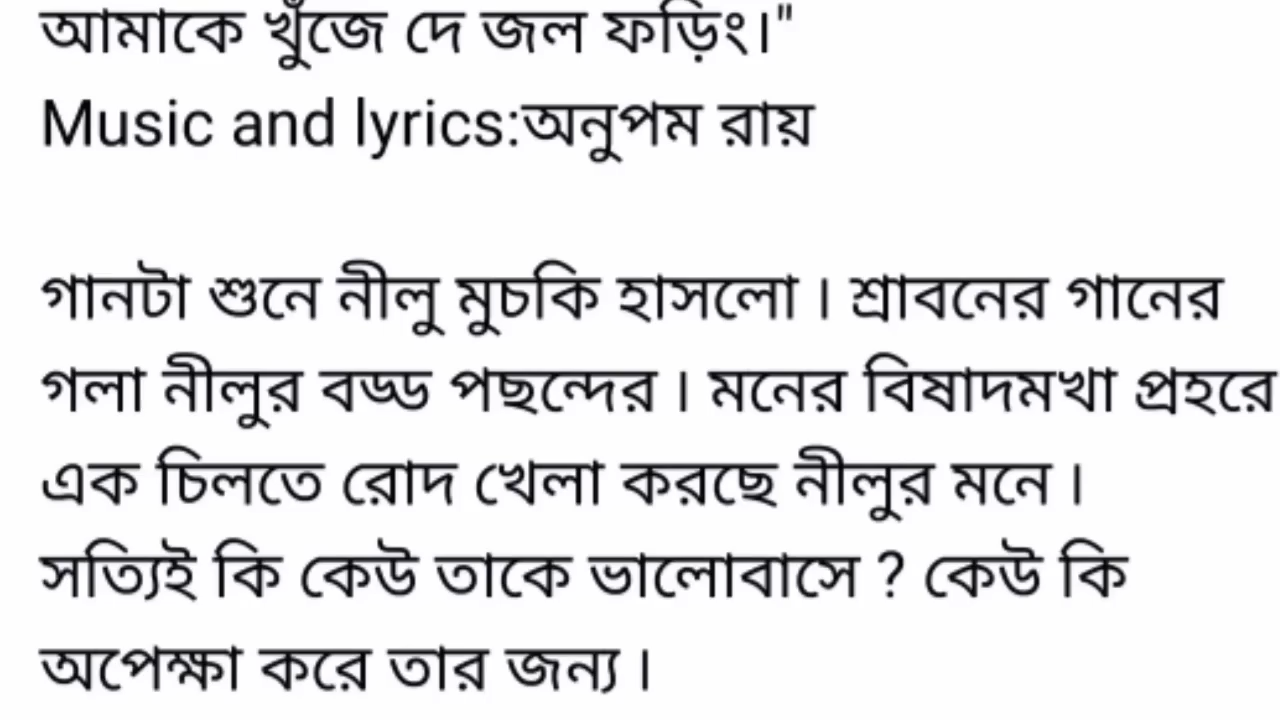 আমাকে খুঁজে দে জল ফড়িং।"
Music and lyrics:অনুপম রায়
গানটা শুনে নীলু মুচকি হাসলো । শ্রাবনের গানের
গলা নীলুর বড্ড পছন্দের । মনের বিষাদমখা প্রহরে
এক চিলতে রোদ খেলা করছে নীলুর মনে ।
সত্যিই কি কেউ তাকে ভালোবাসে ? কেউ কি
অপেক্ষা করে তার জন্য ।